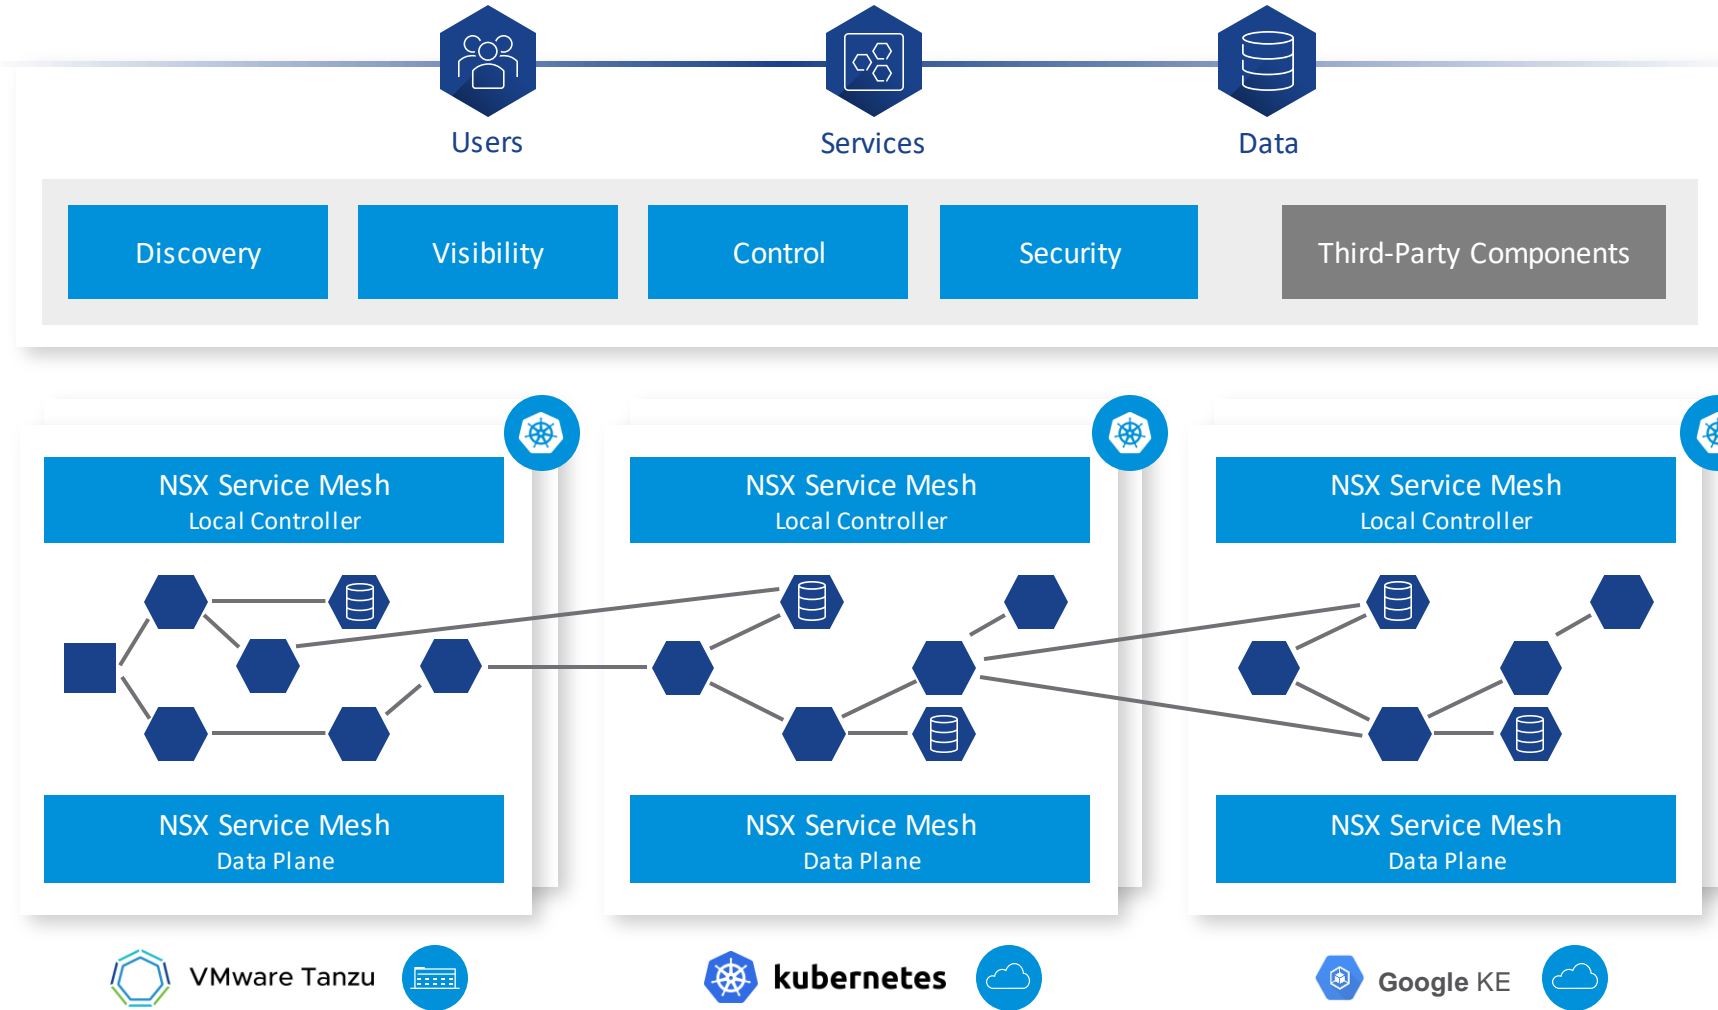 Users
Services
Data
Discovery
Visibility
Control
Security
Third-Party Components
NSX Service Mesh
Local Controller
NSX Service Mesh
Data Plane
VMware Tanzu
NSX Service Mesh
Local Controller
NSX Service Mesh
Data Plane
kubernetes
NSX Service Mesh
Local Controller
NSX Service Mesh
Data Plane
Google KE